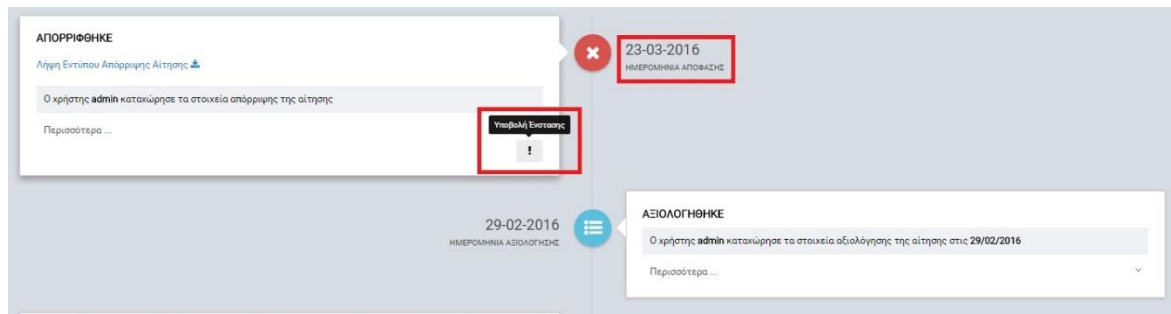 ΑΠΟΡΡΙΦΘΗΚΕ
Λήψη Εντύπου Απόρριψης Αίτησης
Ο χρήστης admin καταχώρησε τα στοιχεία απόρριψης της αίτησης
Περισσότερα ...
Υποβολή Ένστασης
!
23-03-2016
ΗΜΕΡΟΜΗΝΙΑ ΑΠΟΦΑΣΗΣ
29-02-2016
ΗΜΕΡΟΜΗΝΙΑ ΑΞΙΟΛΟΓΗΣΗΣ
ΑΞΙΟΛΟΓΗΘΗΚΕ
Ο χρήστης admin καταχώρησε τα στοιχεία αξιολόγησης της αίτησης στις 29/02/2016
Περισσότερα ...